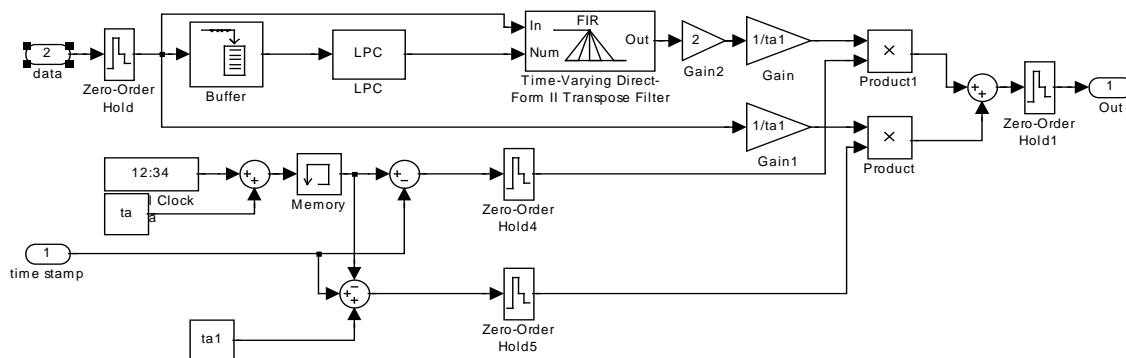 In
FIR
Num
Out
2
data
Zero-Order
Hold
Buffer
LPC
LPC
Time-Varying Direct-
Form II Transpose Filter
2
Gain2
1/ta1
Gain
×
Product1
1
Out
Zero-Order
Hold1
1/ta1
Gain1
×
Product
12:34
l Clock
ta
a
Memory
Zero-Order
Hold4
1
time stamp
ta1
Zero-Order
Hold5